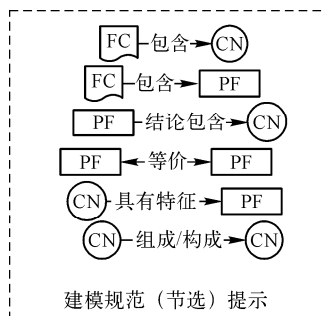 FC 包含 CN
FC 包含 PF
PF 结论包含 CN
PF 等价 PF
CN 具有特征 PF
CN 组成/构成 CN
建模规范（节选）提示